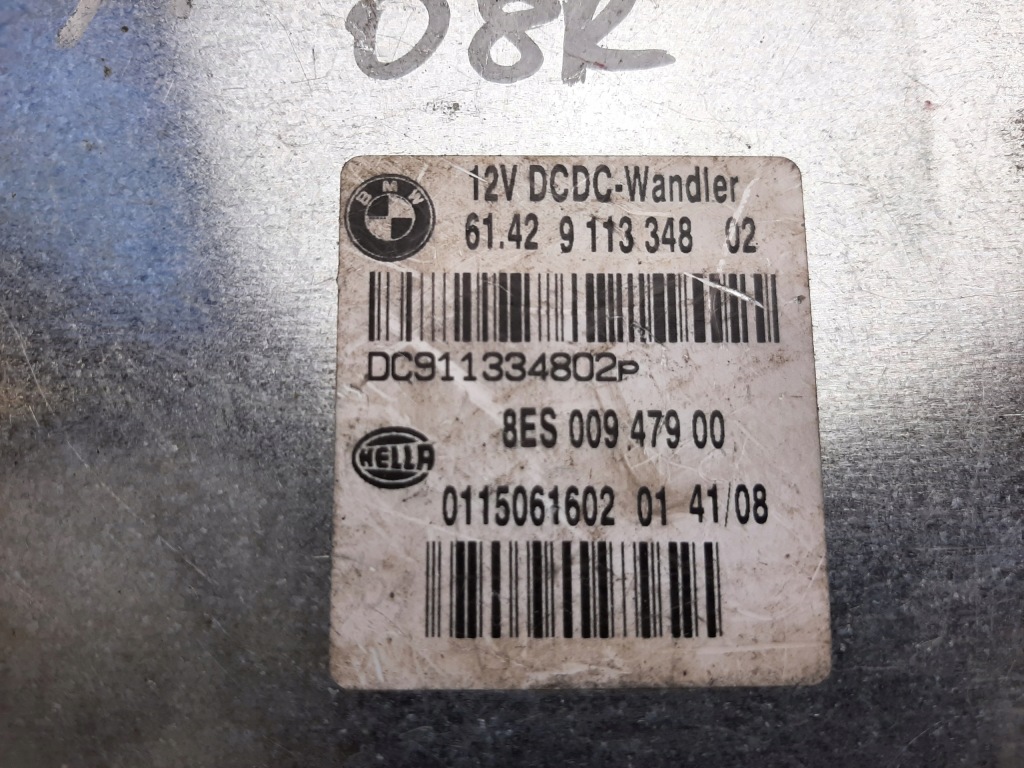 08R
BMW
12V DCDC-Wandler
61.42 9 113 348 02
DC911334802P
8ES 009 479 00
HELLA
0115061602 01 41/08